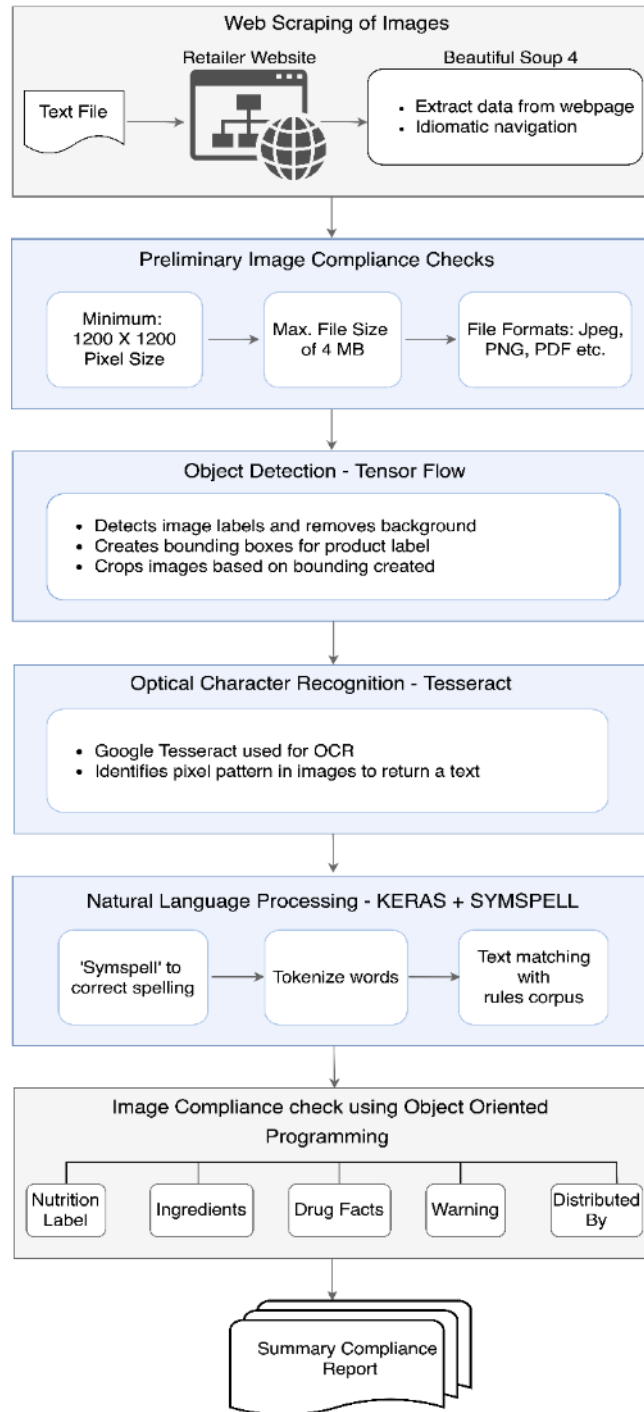 Web Scraping of Images
Retailer Website
Beautiful Soup 4
Text File
• Extract data from webpage
• Idiomatic navigation
Preliminary Image Compliance Checks
Minimum:
1200 X 1200
Pixel Size
Max. File Size
of 4 MB
File Formats: Jpeg,
PNG, PDF etc.
Object Detection - Tensor Flow
• Detects image labels and removes background
• Creates bounding boxes for product label
• Crops images based on bounding created
Optical Character Recognition - Tesseract
• Google Tesseract used for OCR
• Identifies pixel pattern in images to return a text
Natural Language Processing - KERAS + SYMSPELL
'Symspell' to
correct spelling
Tokenize words
Text matching
with
rules corpus
Image Compliance check using Object Oriented
Programming
Nutrition
Label
Ingredients
Drug Facts
Warning
Distributed
By
Summary Compliance
Report